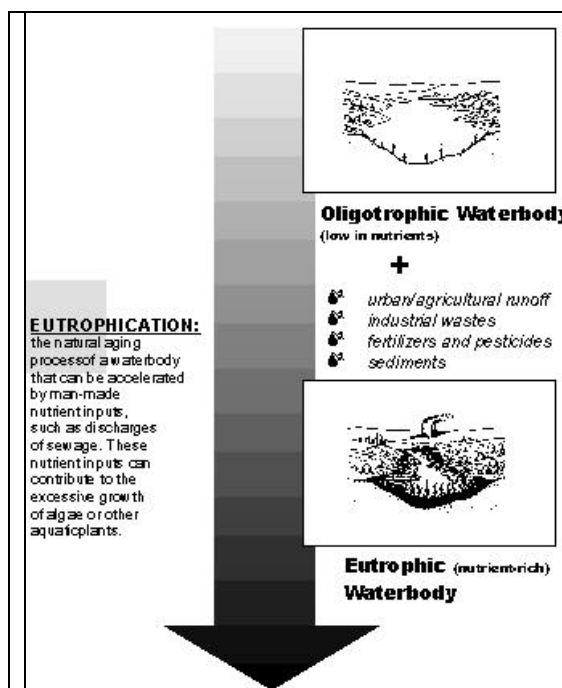 Oligotrophic Waterbody
(low in nutrients)
+
urban/agricultural runoff
industrial wastes
fertilizers and pesticides
sediments
EUTROPHICATION:
the natural aging
process of a waterbody
that can be accelerated
by man-made
nutrient inputs,
such as discharges
of sewage. These
nutrient inputs can
contribute to the
excessive growth
of algae or other
aquatic plants.
Eutrophic (nutrient-rich)
Waterbody